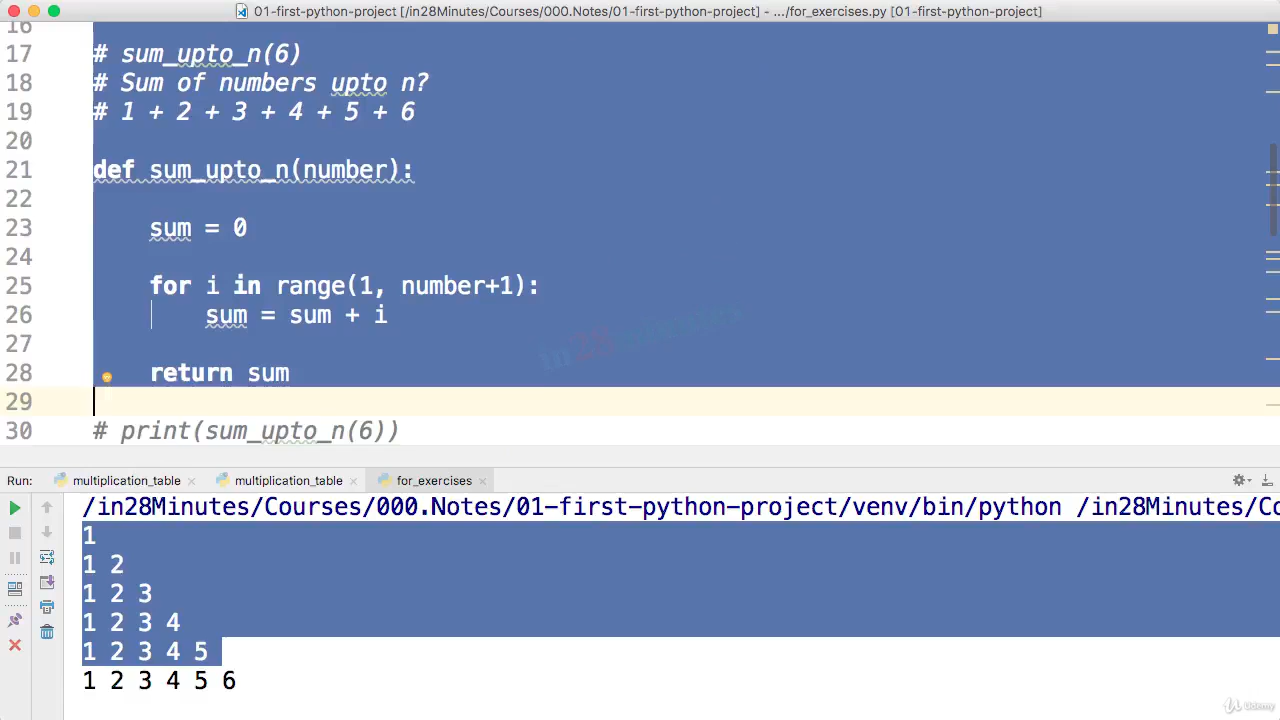 01-first-python-project [/in28Minutes/Courses/000.Notes/01-first-python-project] - .../for_exercises.py [01-first-python-project]
16
17 # sum_upto_n(6)
18 # Sum of numbers upto n?
19 # 1 + 2 + 3 + 4 + 5 + 6
20
21 def sum_upto_n(number):
22
23 sum = 0
24
25 for i in range(1, number+1):
26 sum = sum + i
27
28 return sum
29
30 # print(sum_upto_n(6))
in28minutes
Run: multiplication_table multiplication_table for_exercises
/in28Minutes/Courses/000.Notes/01-first-python-project/venv/bin/python /in28Minutes/Co
1
1 2
1 2 3
1 2 3 4
1 2 3 4 5
1 2 3 4 5 6
Udemy